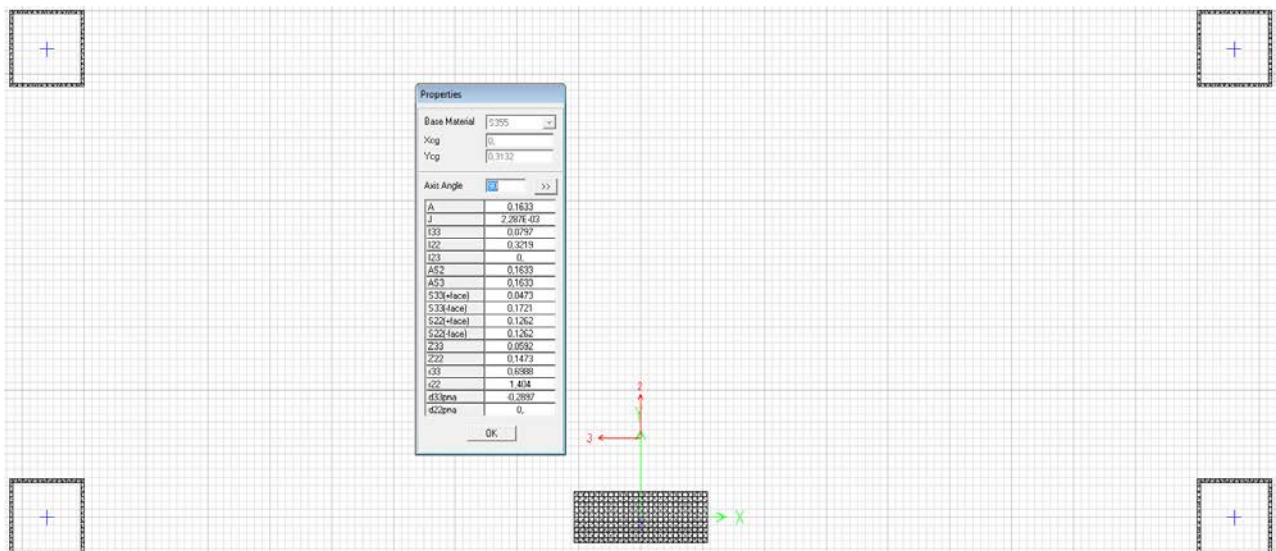 Properties
Base Material S355
Xcg 0,
Ycg 0,3132
Axis Angle 90 >>
A 0,1633
J 2,287E-03
I33 0,0797
I22 0,3219
I23 0,
AS2 0,1633
AS3 0,1633
S33(+face) 0,0473
S33(-face) 0,1721
S22(+face) 0,1262
S22(-face) 0,1262
Z33 0,0592
Z22 0,1473
r33 0,6988
r22 1,404
d33pna -0,2897
d22pna 0,
OK
2
Y
3
X